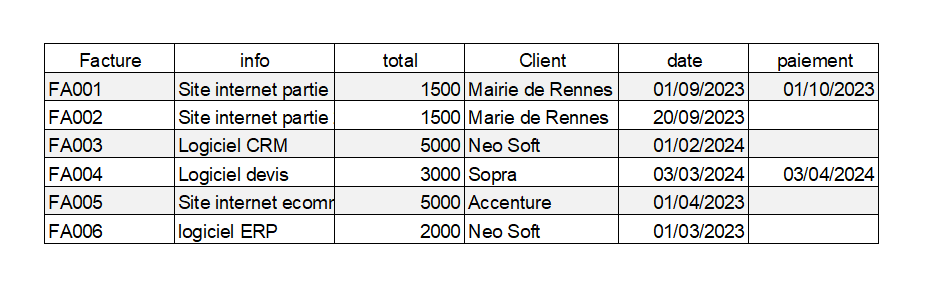 Facture info total Client date paiement
FA001 Site internet partie 1500 Mairie de Rennes 01/09/2023 01/10/2023
FA002 Site internet partie 1500 Marie de Rennes 20/09/2023
FA003 Logiciel CRM 5000 Neo Soft 01/02/2024
FA004 Logiciel devis 3000 Sopra 03/03/2024 03/04/2024
FA005 Site internet ecomm 5000 Accenture 01/04/2023
FA006 logiciel ERP 2000 Neo Soft 01/03/2023